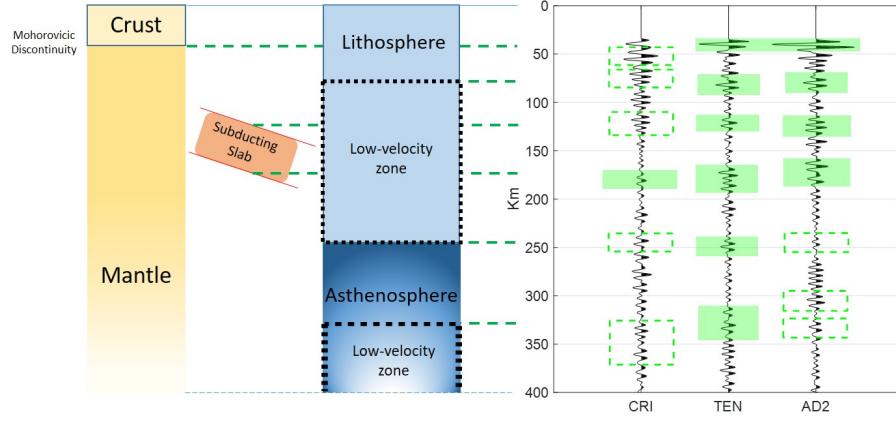 Crust
Mohorovicic
Discontinuity
Mantle
Subducting
Slab
Lithosphere
Low-velocity
zone
Asthenosphere
Low-velocity
zone
Km
0
50
100
150
200
250
300
350
400
CRI TEN AD2